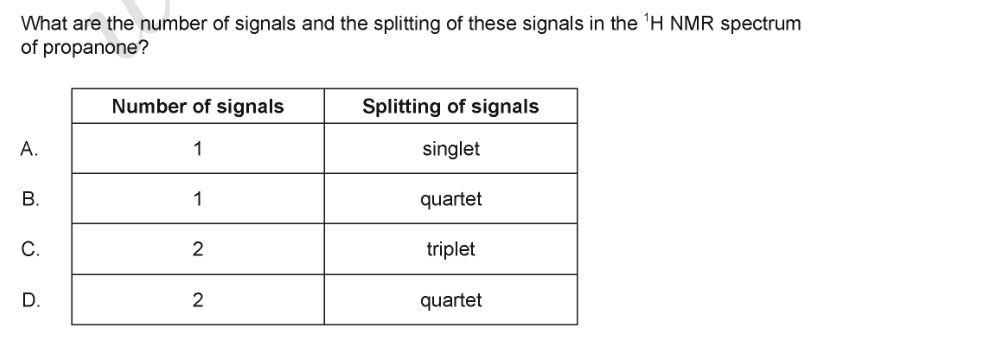 What are the number of signals and the splitting of these signals in the ¹H NMR spectrum
of propanone?
Number of signals Splitting of signals
A. 1 singlet
B. 1 quartet
C. 2 triplet
D. 2 quartet